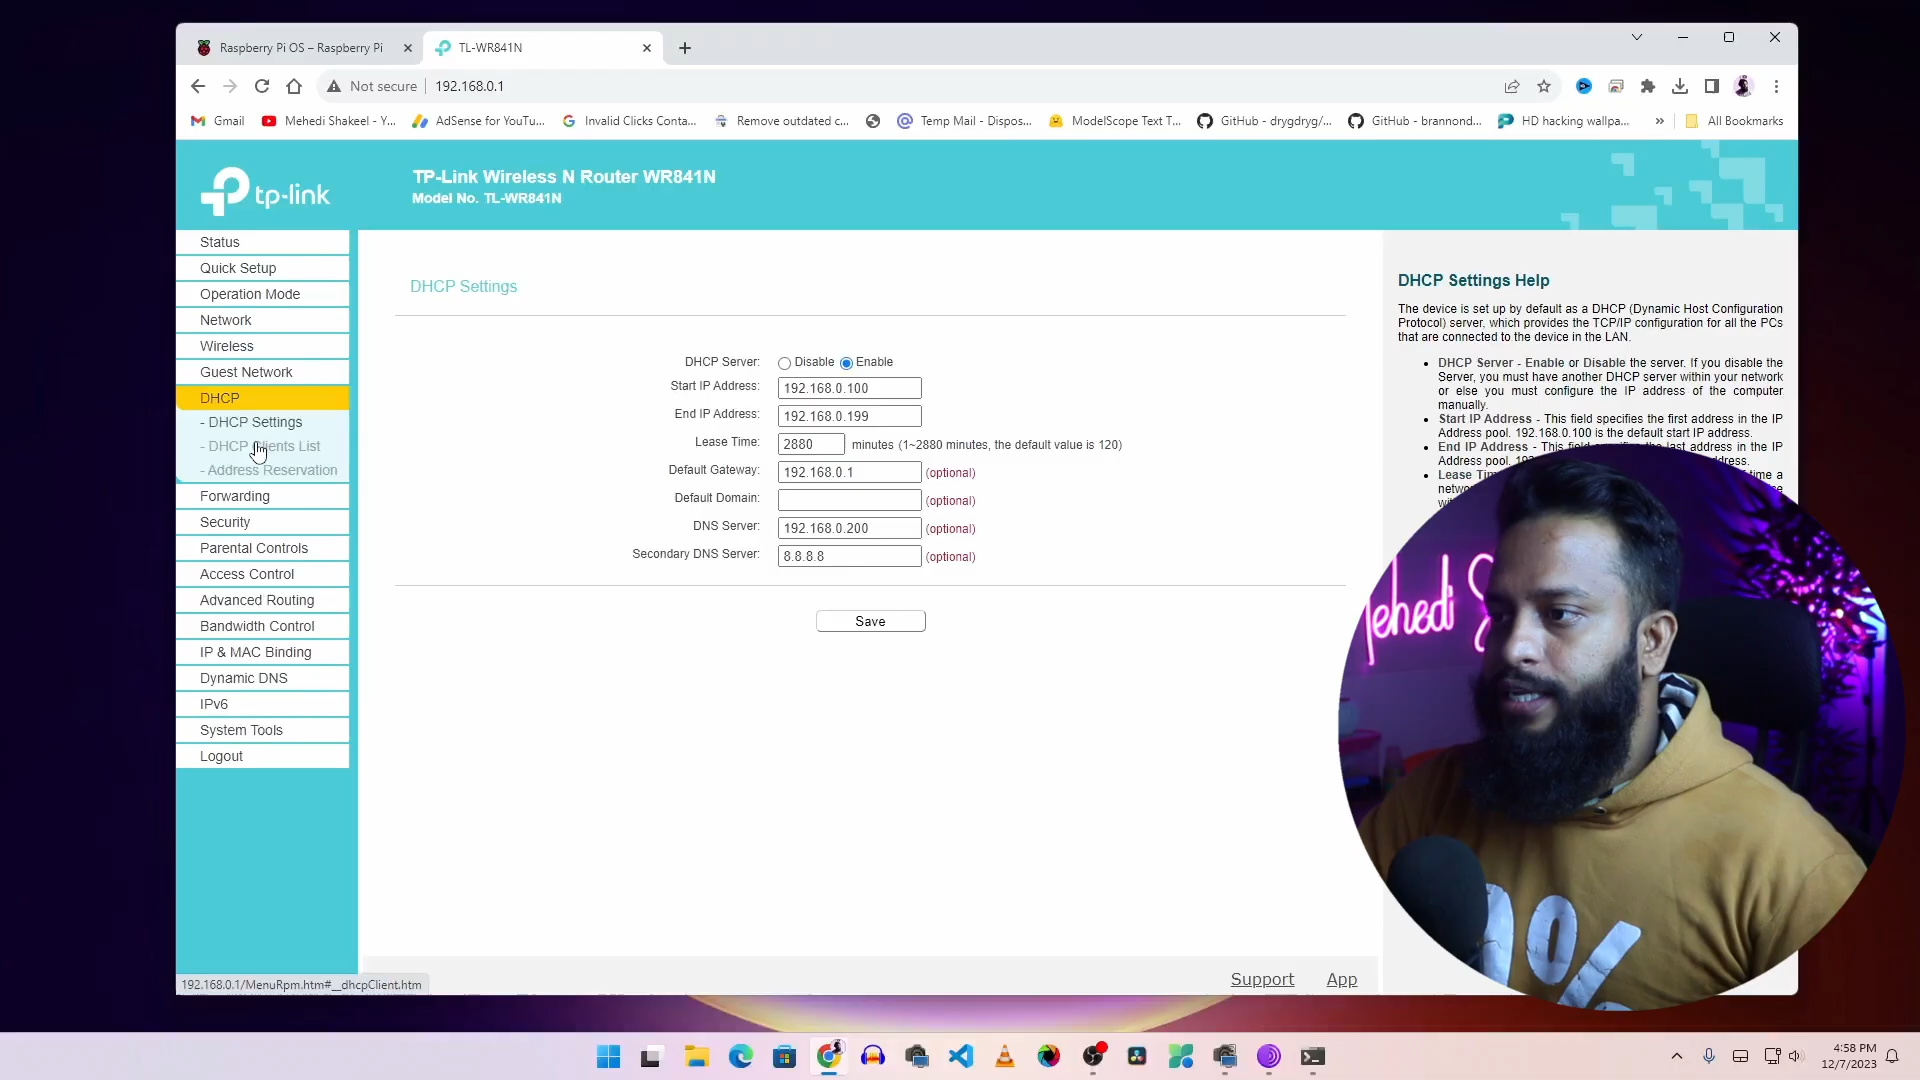 Raspberry Pi OS – Raspberry Pi
TL-WR841N
Not secure
192.168.0.1
Gmail
Mehedi Shakeel - Y...
AdSense for YouTu...
Invalid Clicks Conta...
Remove outdated c...
Temp Mail - Dispos...
ModelScope Text T...
GitHub - drygdryg/...
GitHub - brannond...
HD hacking wallpa...
»
All Bookmarks
tp-link
TP-Link Wireless N Router WR841N
Model No. TL-WR841N
Status
Quick Setup
Operation Mode
Network
Wireless
Guest Network
DHCP
- DHCP Settings
- DHCP Clients List
- Address Reservation
Forwarding
Security
Parental Controls
Access Control
Advanced Routing
Bandwidth Control
IP & MAC Binding
Dynamic DNS
IPv6
System Tools
Logout
DHCP Settings
DHCP Server: Disable Enable
Start IP Address: 192.168.0.100
End IP Address: 192.168.0.199
Lease Time: 2880 minutes (1~2880 minutes, the default value is 120)
Default Gateway: 192.168.0.1 (optional)
Default Domain: (optional)
DNS Server: 192.168.0.200 (optional)
Secondary DNS Server: 8.8.8.8 (optional)
Save
DHCP Settings Help
The device is set up by default as a DHCP (Dynamic Host Configuration
Protocol) server, which provides the TCP/IP configuration for all the PCs
that are connected to the device in the LAN.
• DHCP Server - Enable or Disable the server. If you disable the
Server, you must have another DHCP server within your network
or else you must configure the IP address of the computer
manually.
• Start IP Address - This field specifies the first address in the IP
Address pool. 192.168.0.100 is the default start IP address.
• End IP Address - This last address in the IP
Address pool. address.
• Lease time a
Support
App
192.168.0.1/MenuRpm.htm#__dhcpClient.htm
4:58 PM
12/7/2023